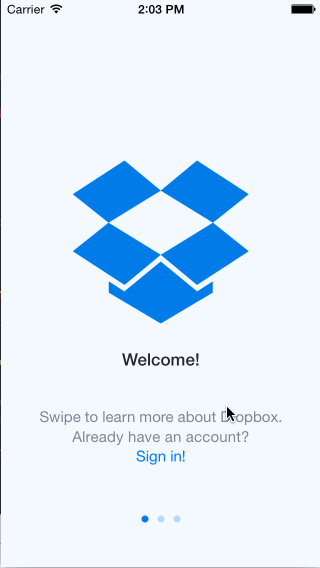 Carrier 2:03 PM
Welcome!
Swipe to learn more about Dropbox.
Already have an account?
Sign in!